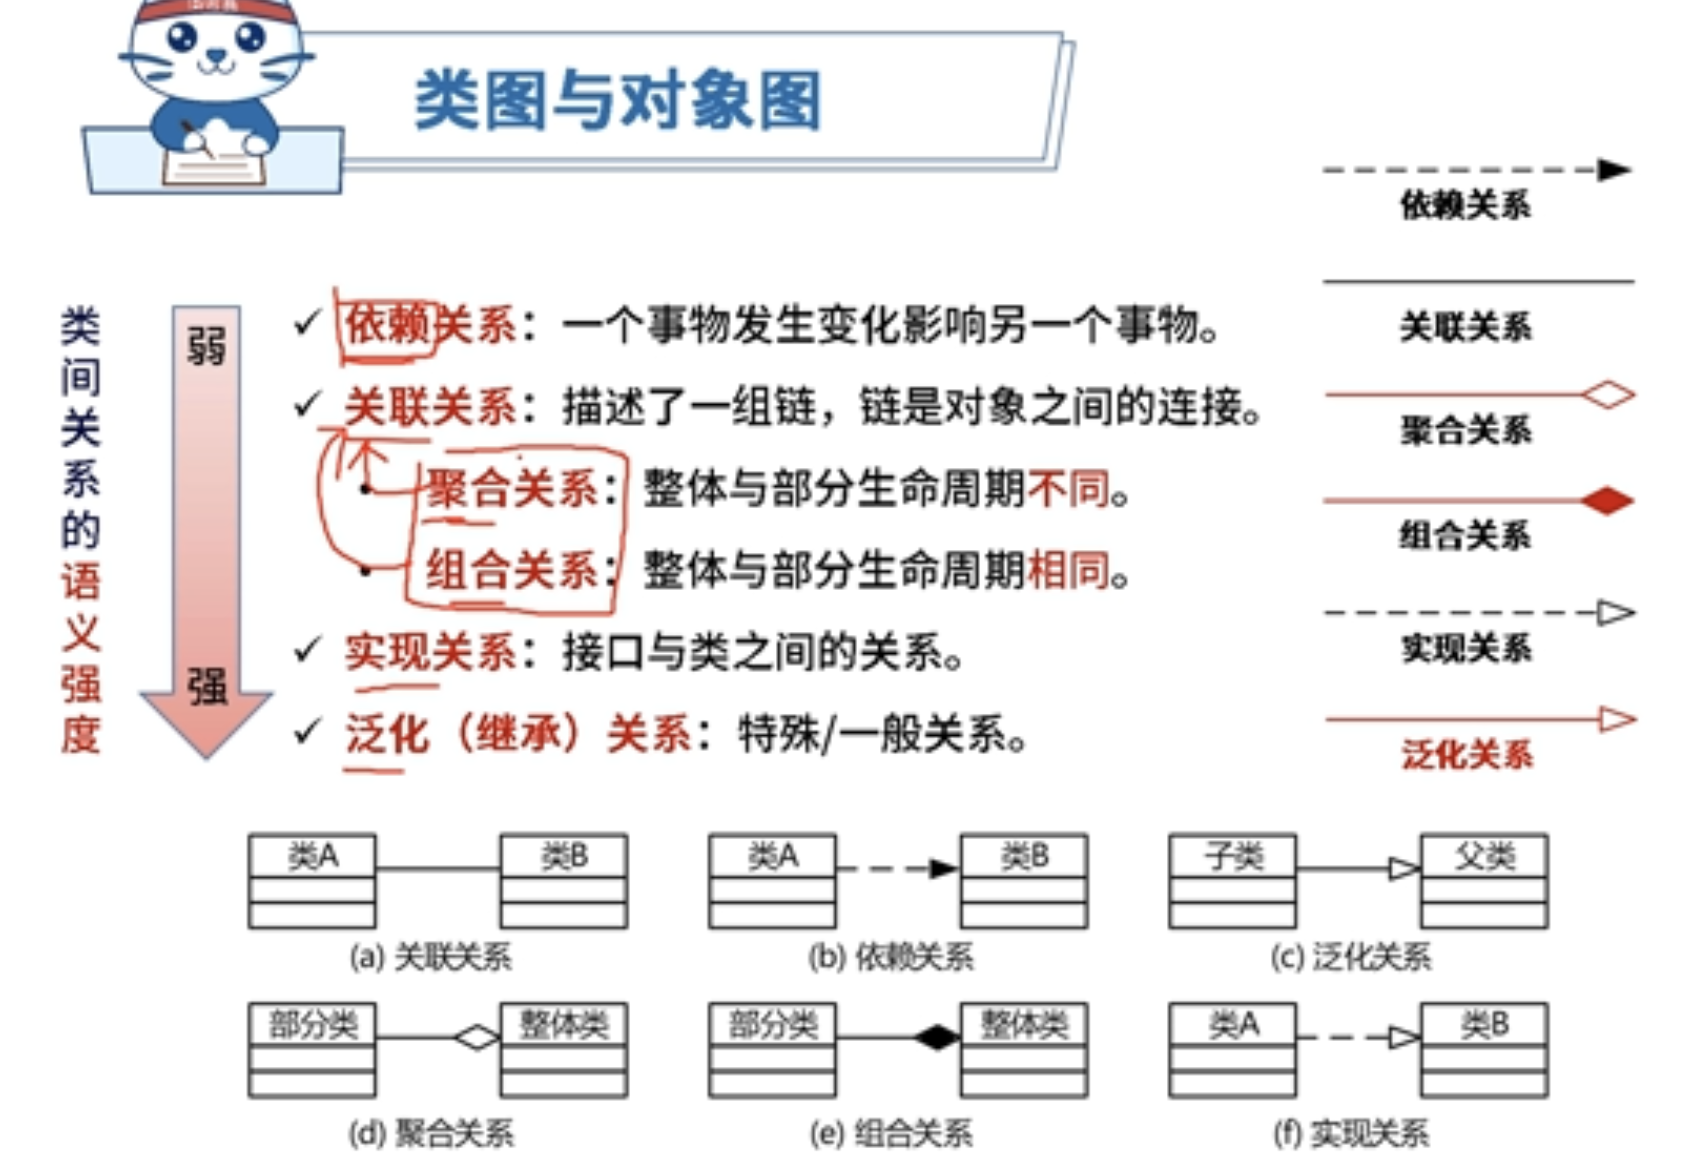 类图与对象图
依赖关系
关联关系
聚合关系
组合关系
实现关系
泛化关系
类间关系的语义强度
弱
强
✓ 依赖关系：一个事物发生变化影响另一个事物。
✓ 关联关系：描述了一组链，链是对象之间的连接。
• 聚合关系：整体与部分生命周期不同。
• 组合关系：整体与部分生命周期相同。
✓ 实现关系：接口与类之间的关系。
✓ 泛化（继承）关系：特殊/一般关系。
类A 类B 类A 类B 子类 父类
(a) 关联关系 (b) 依赖关系 (c) 泛化关系
部分类 整体类 部分类 整体类 类A 类B
(d) 聚合关系 (e) 组合关系 (f) 实现关系